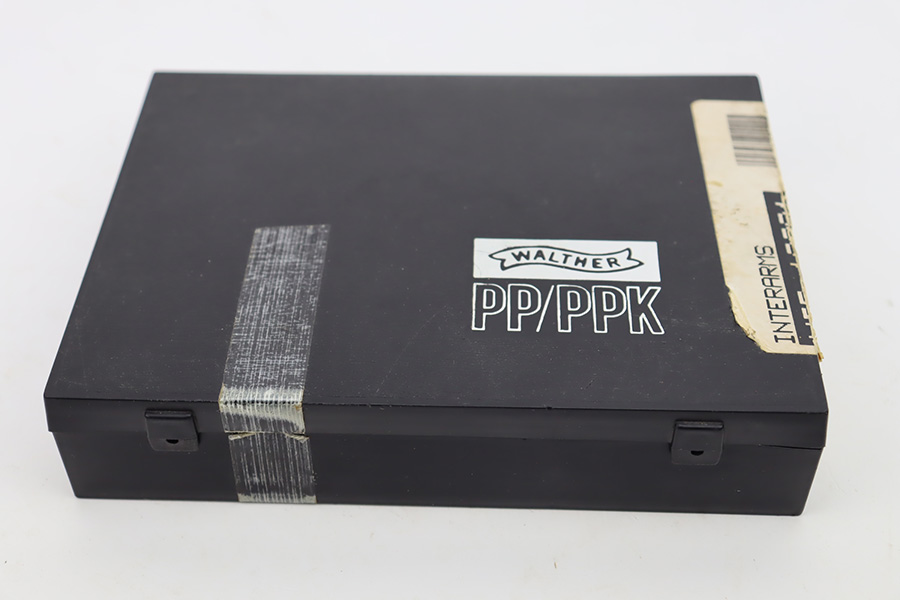 WALTHER
PP/PPK
INTERARMS